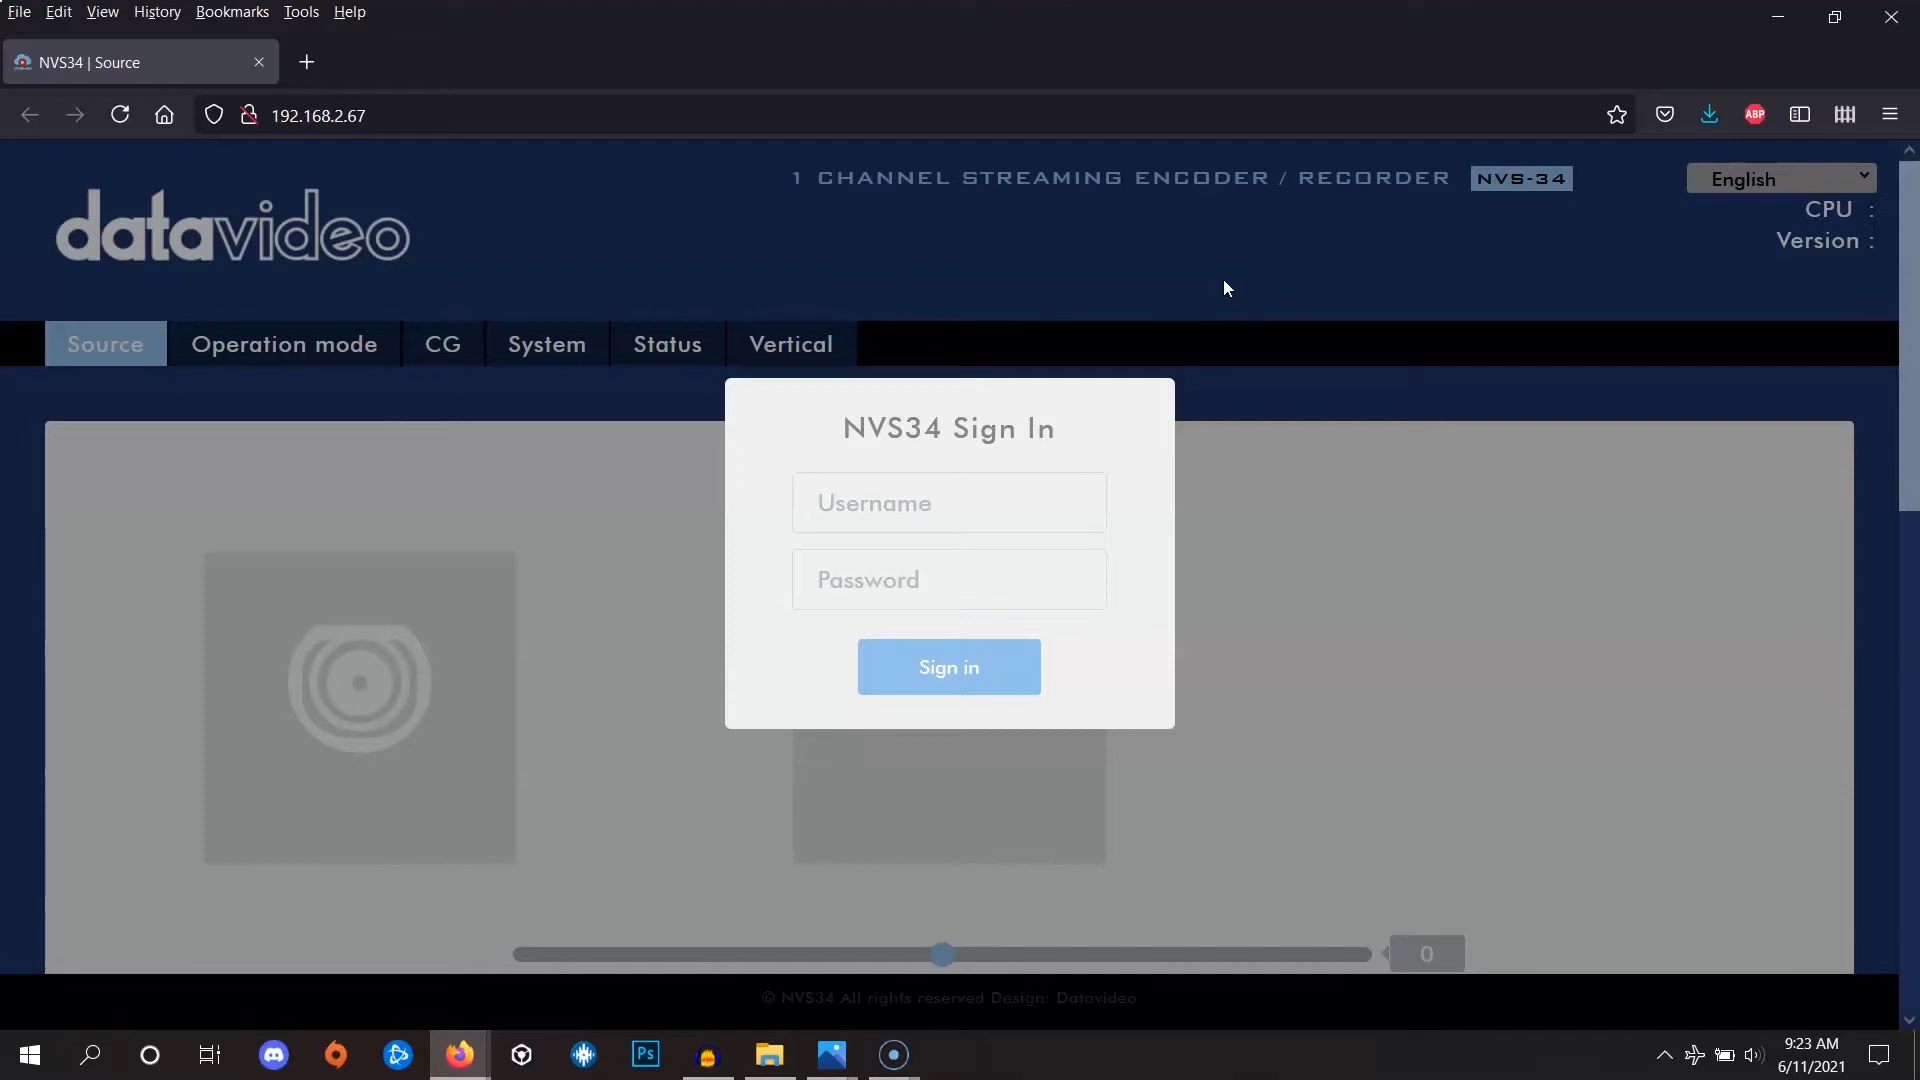 File Edit View History Bookmarks Tools Help
NVS34 | Source
192.168.2.67
ABP
datavideo
1 CHANNEL STREAMING ENCODER / RECORDER NVS-34
English
CPU :
Version :
Source Operation mode CG System Status Vertical
NVS34 Sign In
Username
Password
Sign in
0
© NVS34 All rights reserved Design: Datavideo
Ps
9:23 AM
6/11/2021